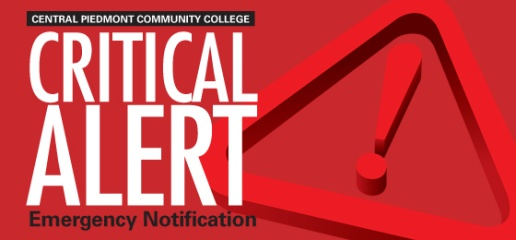 CENTRAL PIEDMONT COMMUNITY COLLEGE
CRITICAL
ALERT
Emergency Notification